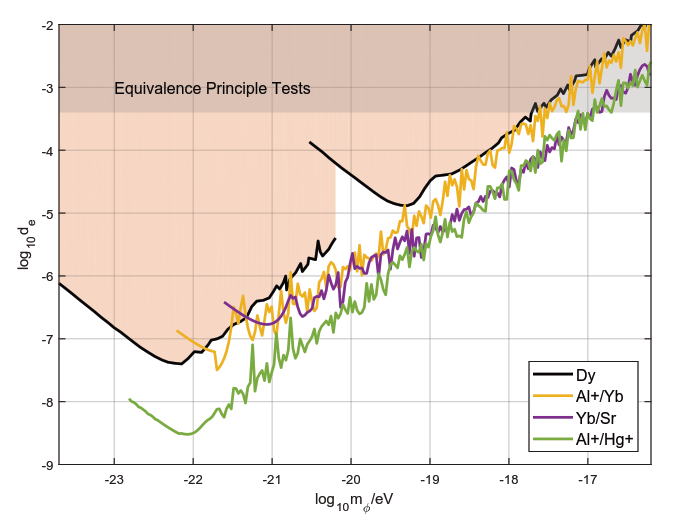 -2
-3
Equivalence Principle Tests
-4
-5
log10de
-6
-7
-8
-9
Dy
Al+/Yb
Yb/Sr
Al+/Hg+
-23 -22 -21 -20 -19 -18 -17
log10mϕ/eV